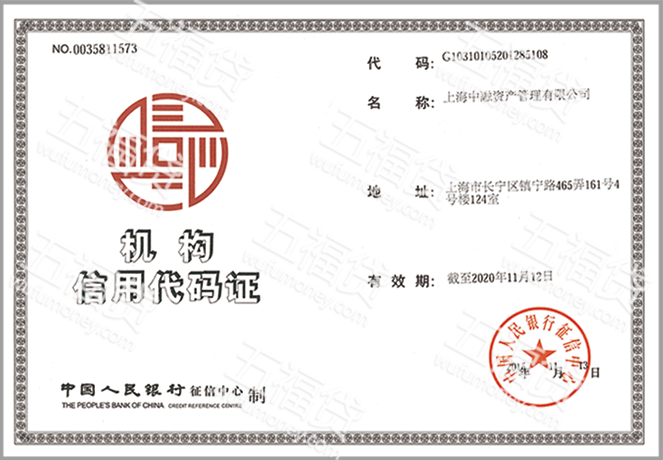 NO.0035811573
机 构
信用代码证
中国人民银行征信中心 制
THE PEOPLE'S BANK OF CHINA CREDIT REFERENCE CENTRE
代 码: G10310105201285108
名 称: 上海中融资产管理有限公司
地 址: 上海市长宁区镇宁路465弄161号4
号楼124室
有 效 期: 截至2020年11月12日
中国人民银行征信中心
年 11月13日
五福贷
wufumoney.com